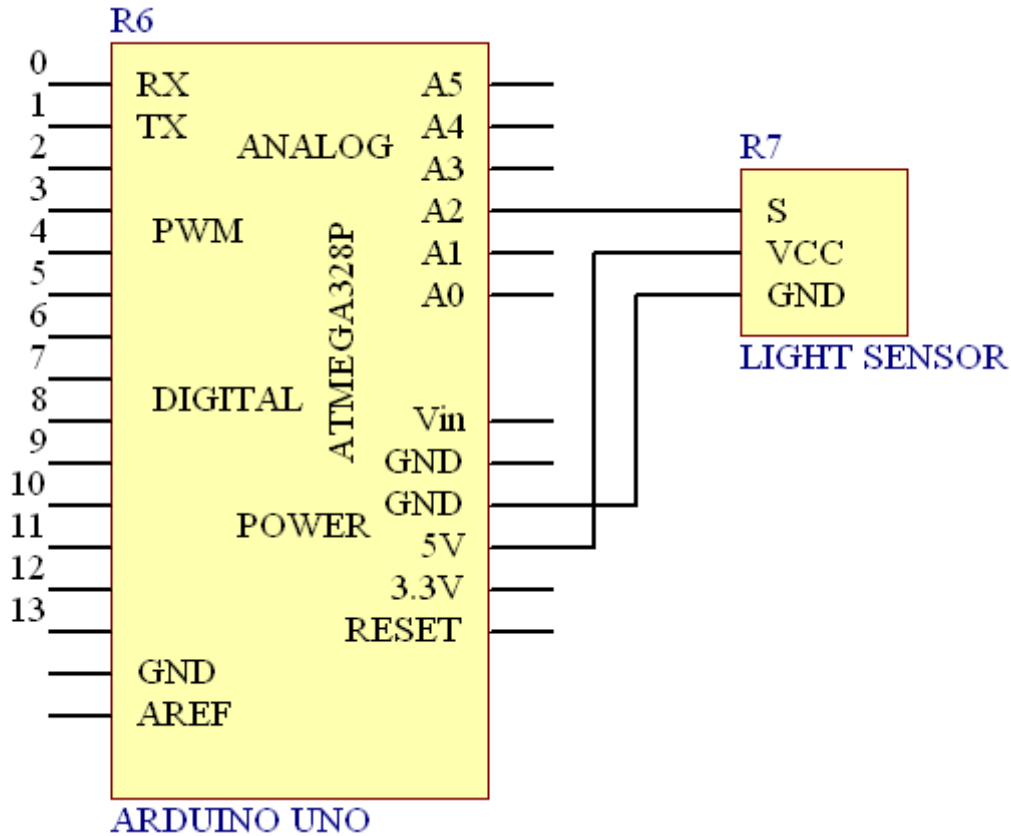 R6
0
1
2
3
4
5
6
7
8
9
10
11
12
13
RX
TX
ANALOG
PWM
DIGITAL
ATMEGA328P
POWER
GND
AREF
A5
A4
A3
A2
A1
A0
Vin
GND
GND
5V
3.3V
RESET
ARDUINO UNO
R7
S
VCC
GND
LIGHT SENSOR